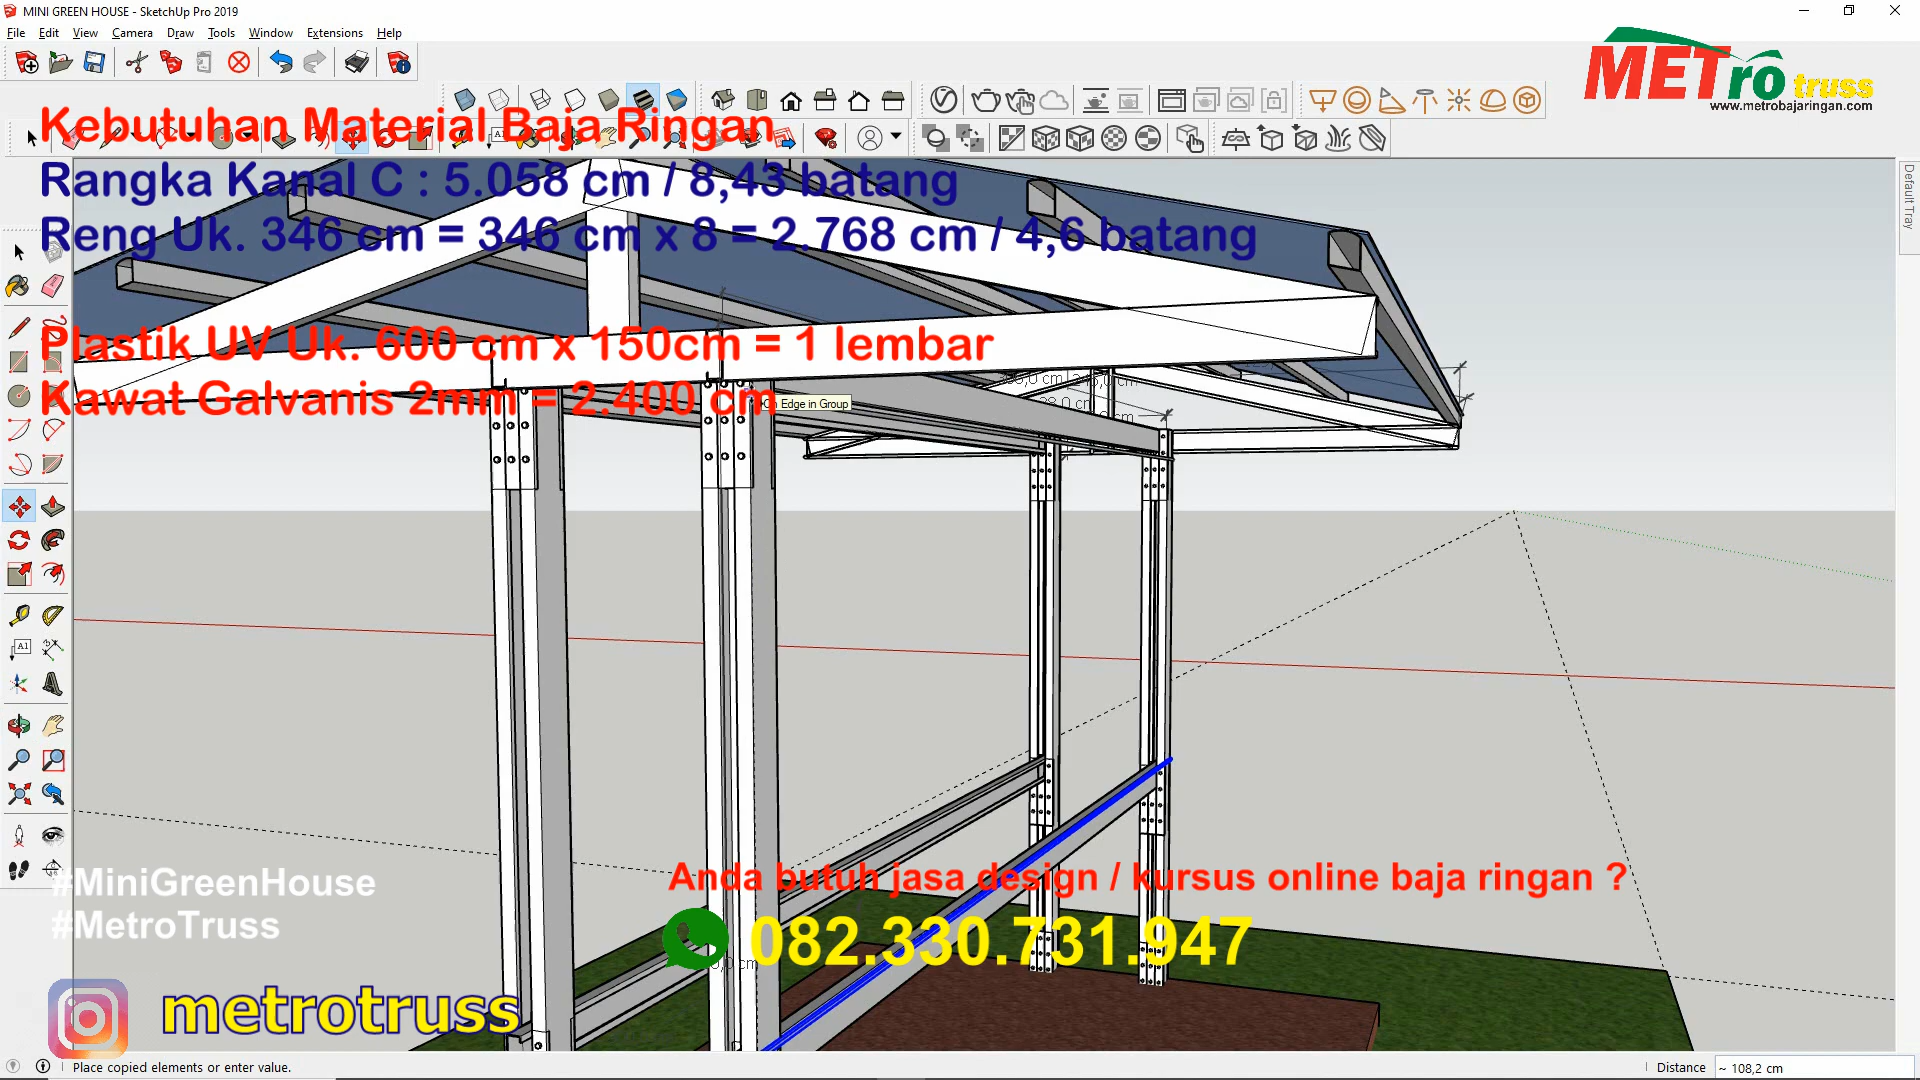 MINI GREEN HOUSE - SketchUp Pro 2019
File Edit View Camera Draw Tools Window Extensions Help
METro truss
www.metrobajaringan.com
Kebutuhan Material Baja Ringan
Rangka Kanal C : 5.058 cm / 8,43 batang
Reng Uk. 346 cm = 346 cm x 8 = 2.768 cm / 4,6 batang
Default Tray
Plastik UV Uk. 600 cm x 150cm = 1 lembar
Kawat Galvanis 2mm = 2.400 cm
Edge in Group
Anda butuh jasa design / kursus online baja ringan ?
082.330.731.947
#MiniGreenHouse
#MetroTruss
metrotruss
Place copied elements or enter value.
Distance ~ 108,2 cm